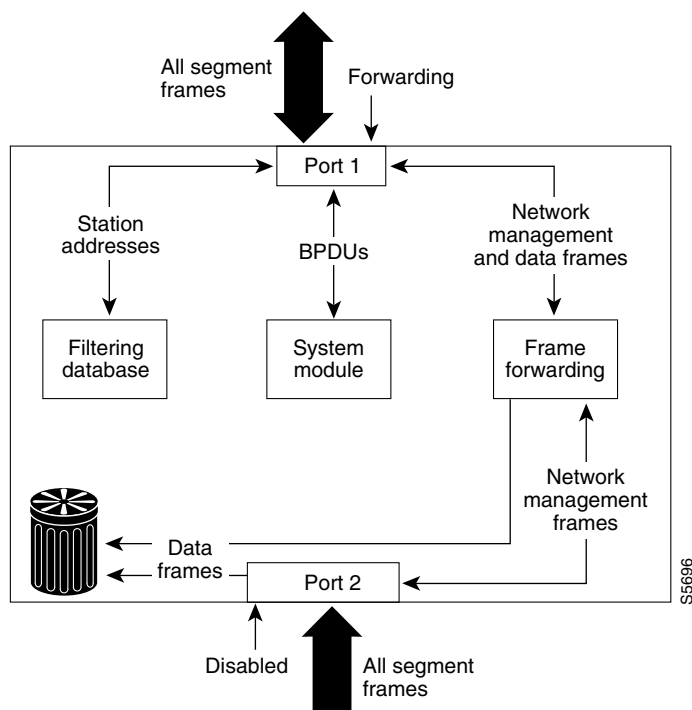 All segment
frames
Forwarding
Port 1
Station
addresses
BPDUs
Network
management
and data frames
Filtering
database
System
module
Frame
forwarding
Network
management
frames
Data
frames
Port 2
Disabled
All segment
frames
S5696